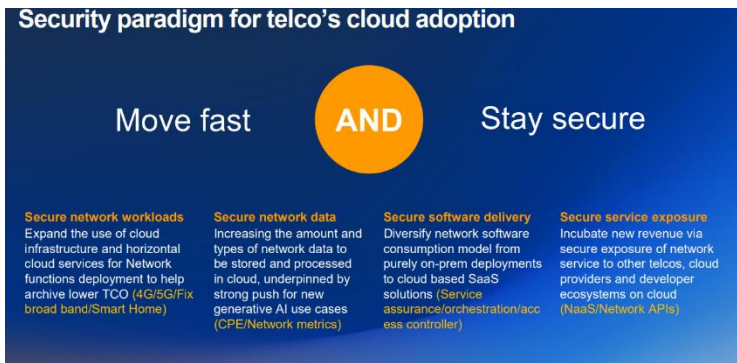 Security paradigm for telco's cloud adoption
Move fast
AND
Stay secure
Secure network workloads
Expand the use of cloud
infrastructure and horizontal
cloud services for Network
functions deployment to help
archive lower TCO (4G/5G/Fix
broad band/Smart Home)
Secure network data
Increasing the amount and
types of network data to
be stored and processed
in cloud, underpinned by
strong push for new
generative AI use cases
(CPE/Network metrics)
Secure software delivery
Diversify network software
consumption model from
purely on-prem deployments
to cloud based SaaS
solutions (Service
assurance/orchestration/acc
ess controller)
Secure service exposure
Incubate new revenue via
secure exposure of network
service to other telcos, cloud
providers and developer
ecosystems on cloud
(NaaS/Network APIs)